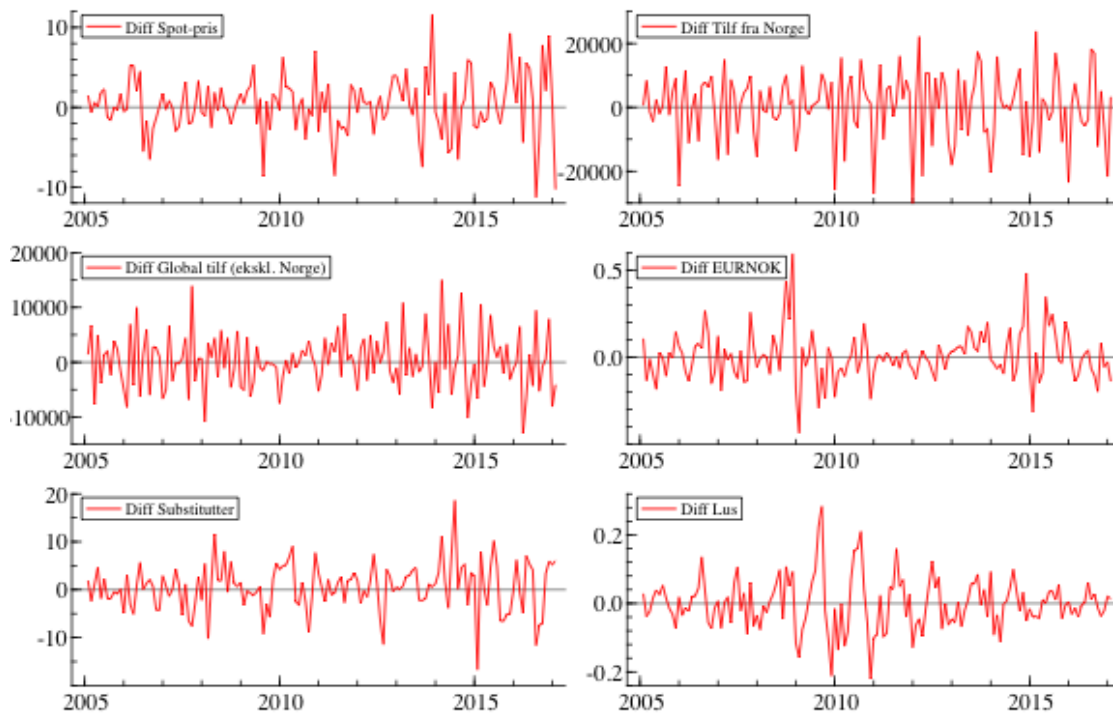 Diff Spot-pris
10
0
-10
2005 2010 2015
Diff Tilf fra Norge
20000
0
-20000
2005 2010 2015
Diff Global tilf (ekskl. Norge)
20000
10000
0
-10000
2005 2010 2015
Diff EURNOK
0.5
0.0
2005 2010 2015
Diff Substitutter
20
10
0
-10
2005 2010 2015
Diff Lus
0.2
0.0
-0.2
2005 2010 2015